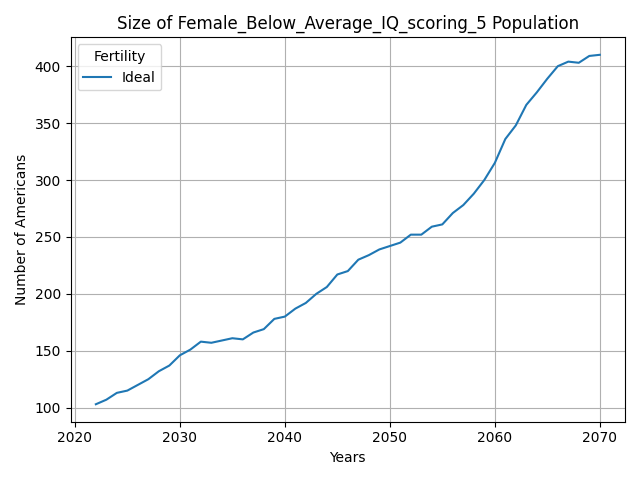 Size of Female_Below_Average_IQ_scoring_5 Population
Fertility
Ideal
Number of Americans
400
350
300
250
200
150
100
2020
2030
2040
2050
2060
2070
Years